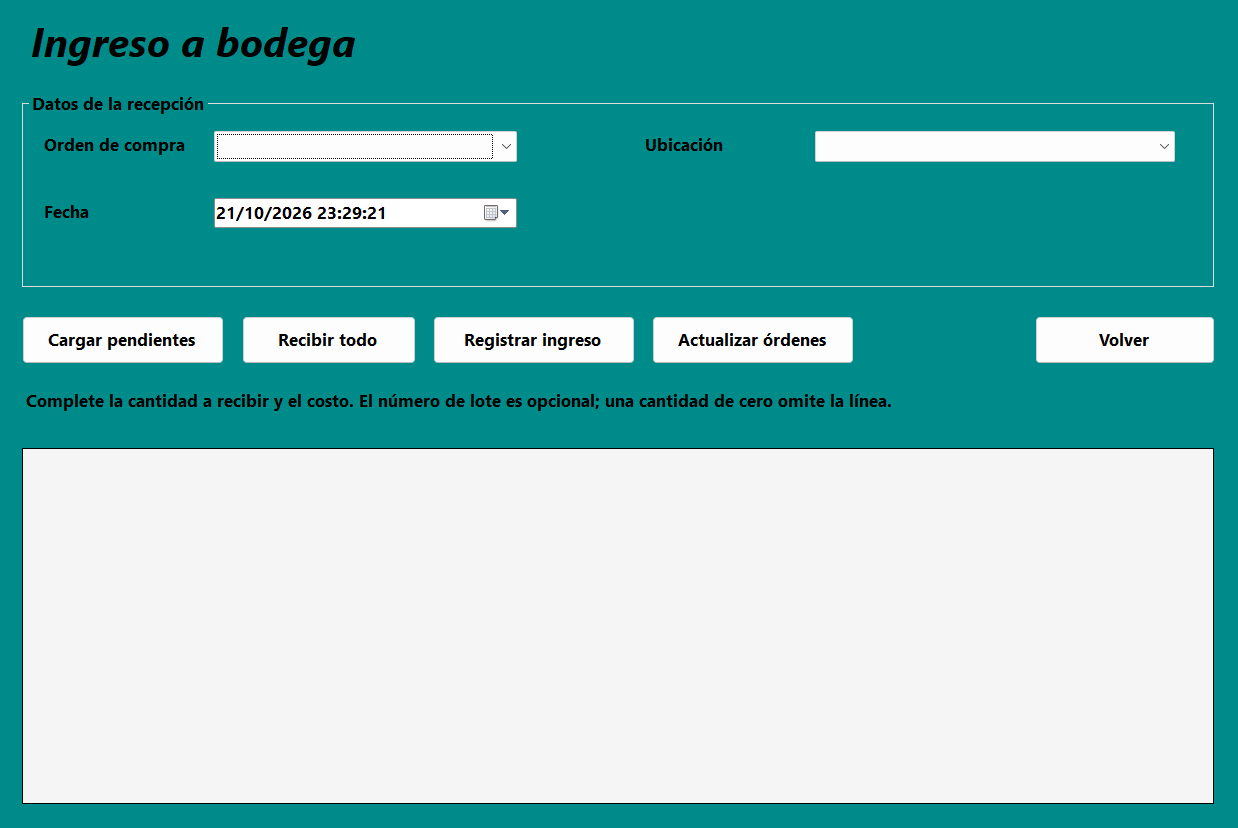 Ingreso a bodega
Datos de la recepción
Orden de compra
Ubicación
Fecha
21/10/2026 23:29:21
Cargar pendientes
Recibir todo
Registrar ingreso
Actualizar órdenes
Volver
Complete la cantidad a recibir y el costo. El número de lote es opcional; una cantidad de cero omite la línea.